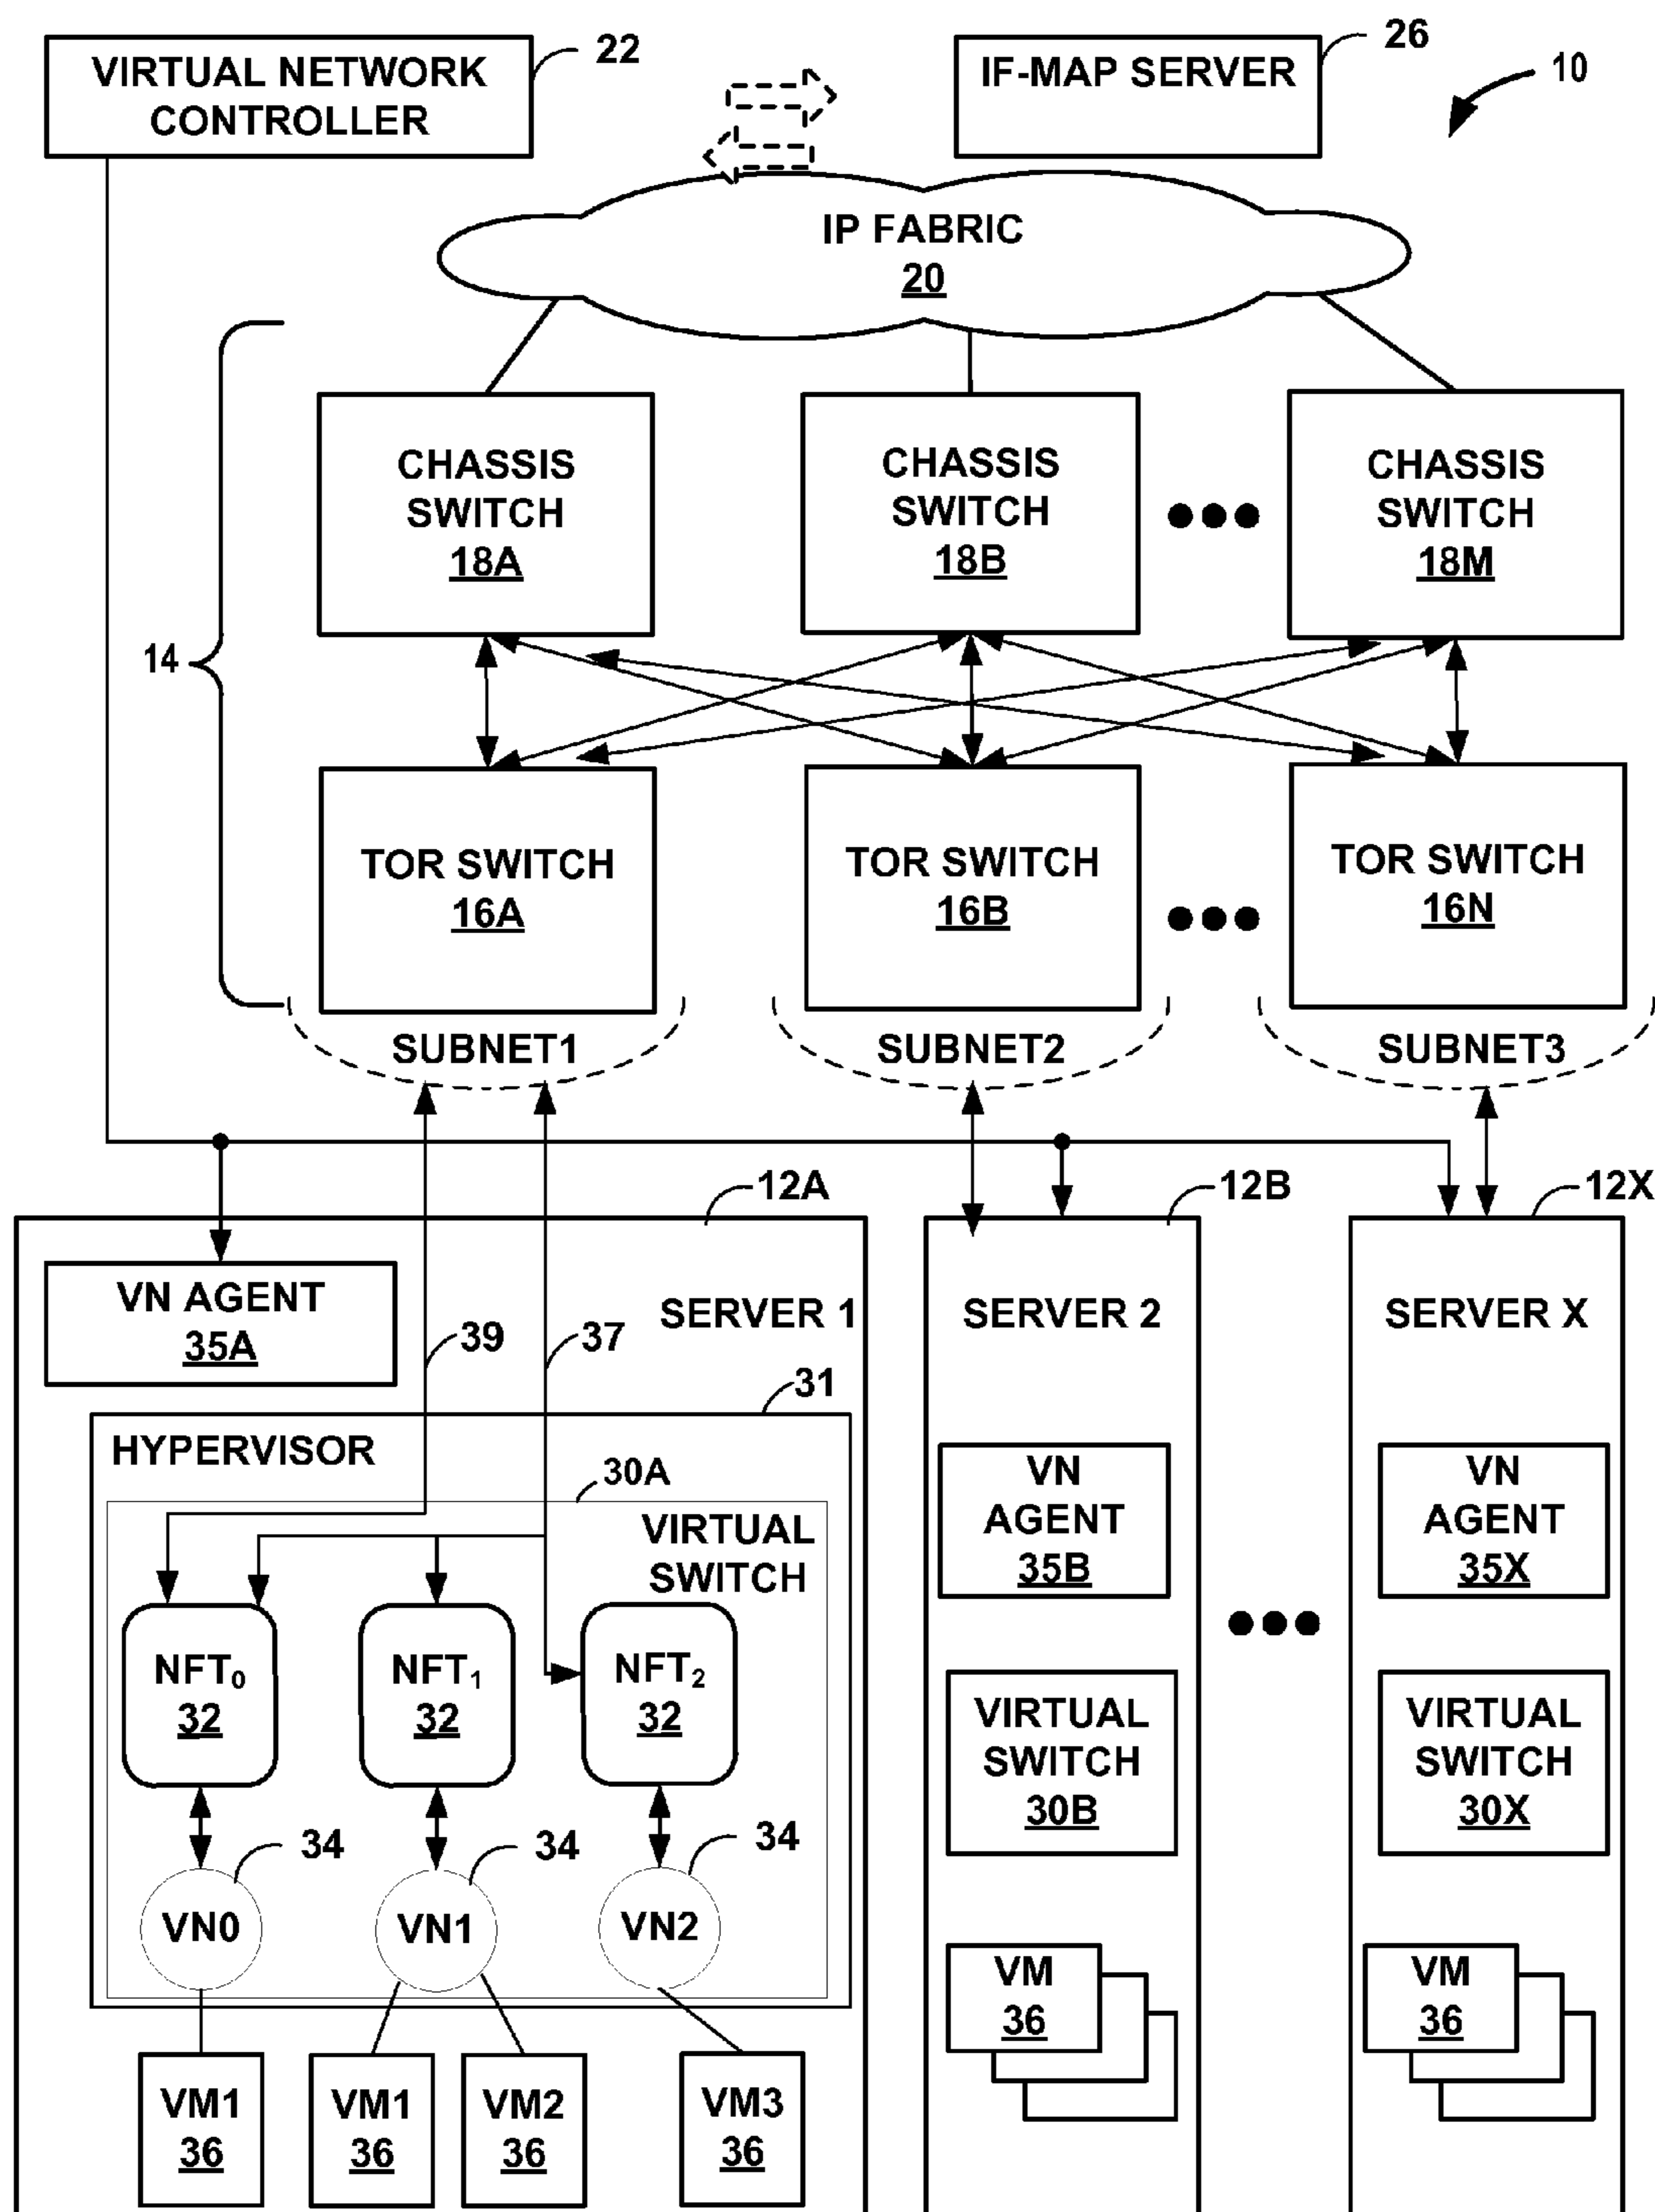 VIRTUAL NETWORK
CONTROLLER
22
IF-MAP SERVER
26
10
IP FABRIC
20
14
CHASSIS
SWITCH
18A
CHASSIS
SWITCH
18B
CHASSIS
SWITCH
18M
TOR SWITCH
16A
TOR SWITCH
16B
TOR SWITCH
16N
SUBNET1
SUBNET2
SUBNET3
12A
12B
12X
VN AGENT
35A
SERVER 1
39
37
31
HYPERVISOR
30A
VIRTUAL
SWITCH
NFT₀
32
NFT₁
32
NFT₂
32
34
34
34
VN0
VN1
VN2
VM1
36
VM1
36
VM2
36
VM3
36
SERVER 2
VN
AGENT
35B
VIRTUAL
SWITCH
30B
VM
36
SERVER X
VN
AGENT
35X
VIRTUAL
SWITCH
30X
VM
36